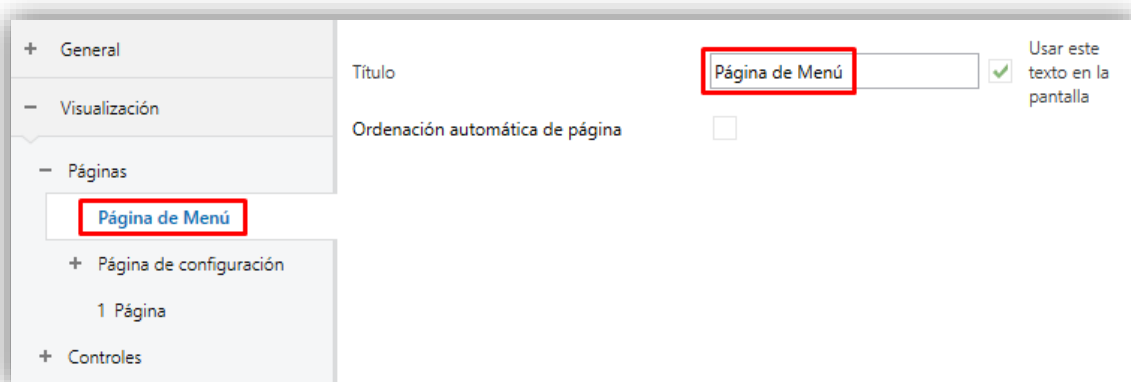 + General
− Visualización
− Páginas
Página de Menú
+ Página de configuración
1 Página
+ Controles
Título
Página de Menú
Usar este
texto en la
pantalla
Ordenación automática de página